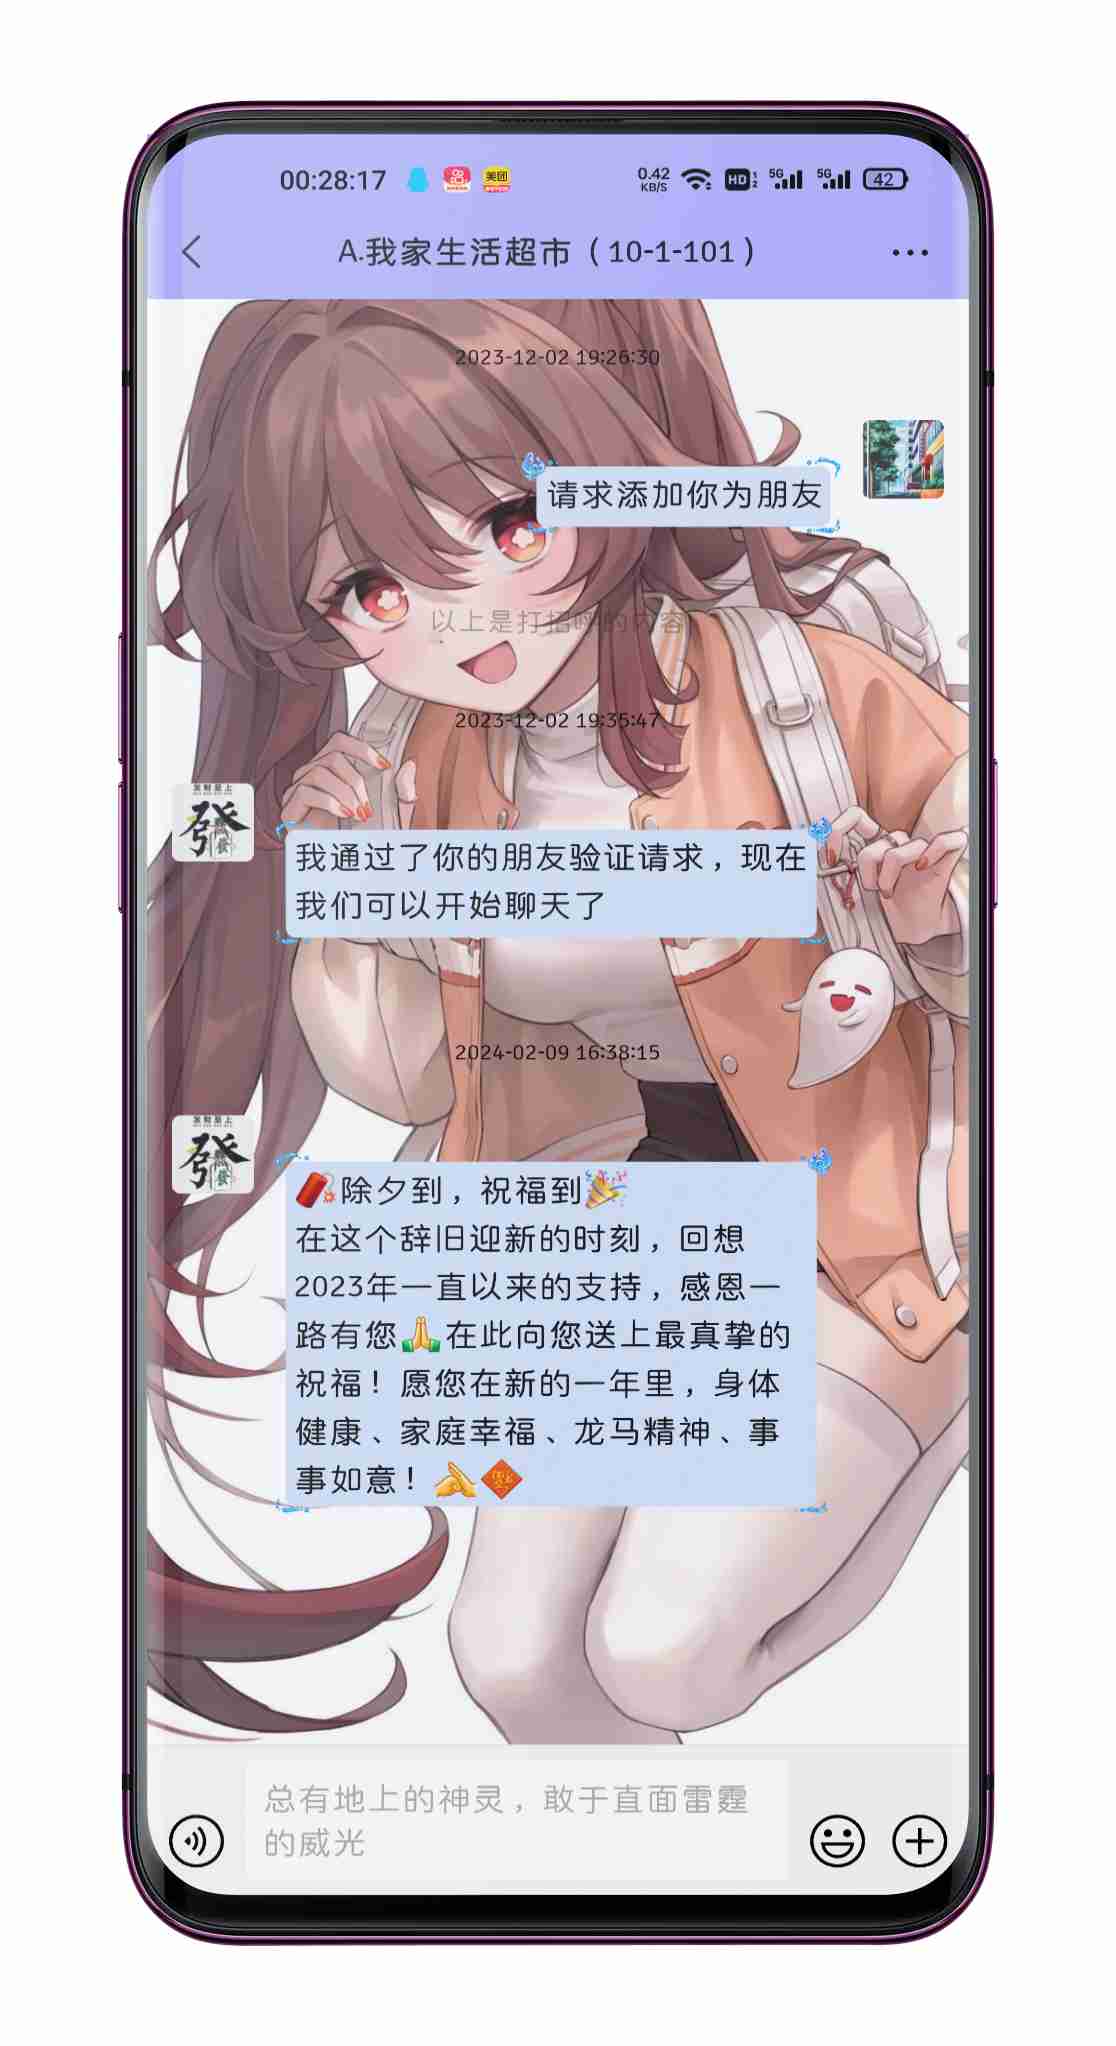 00:28:17
美团
0.42
KB/S
HD
1
2
5G
5G
42
A.我家生活超市（10-1-101）
2023-12-02 19:26:30
请求添加你为朋友
以上是打招呼的内容
2023-12-02 19:35:47
我通过了你的朋友验证请求，现在
我们可以开始聊天了
2024-02-09 16:38:15
除夕到，祝福到
在这个辞旧迎新的时刻，回想
2023年一直以来的支持，感恩一
路有您🙏在此向您送上最真挚的
祝福！愿您在新的一年里，身体
健康、家庭幸福、龙马精神、事
事如意！
总有地上的神灵，敢于直面雷霆
的威光